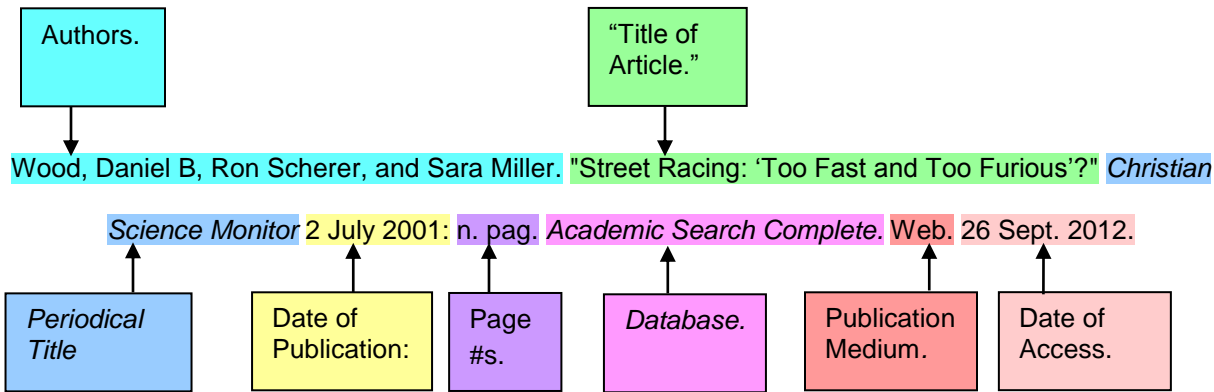 Authors.
“Title of
Article.”
Wood, Daniel B, Ron Scherer, and Sara Miller. "Street Racing: ‘Too Fast and Too Furious’?" Christian
Science Monitor 2 July 2001: n. pag. Academic Search Complete. Web. 26 Sept. 2012.
Periodical
Title
Date of
Publication:
Page
#s.
Database.
Publication
Medium.
Date of
Access.